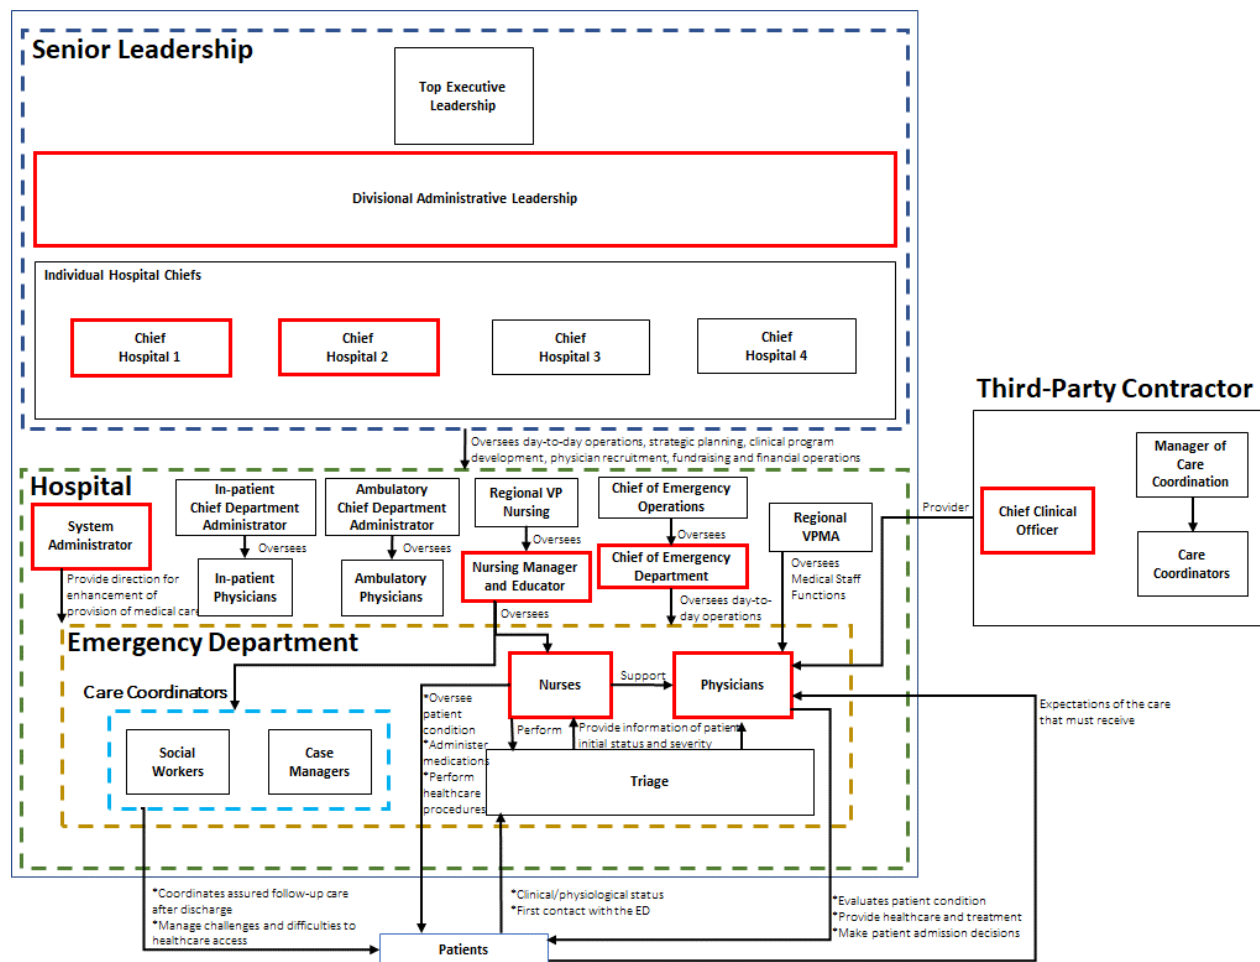 Senior Leadership
Top Executive
Leadership
Divisional Administrative Leadership
Individual Hospital Chiefs
Chief
Hospital 1
Chief
Hospital 2
Chief
Hospital 3
Chief
Hospital 4
Third-Party Contractor
Manager of
Care
Coordination
Chief Clinical
Officer
Care
Coordinators
Provider
Oversees day-to-day operations, strategic planning, clinical program
development, physician recruitment, fundraising and financial operations
Hospital
System
Administrator
In-patient
Chief Department
Administrator
Ambulatory
Chief Department
Administrator
Regional VP
Nursing
Chief of Emergency
Operations
Regional
VPMA
Oversees
Oversees
Oversees
Oversees
In-patient
Physicians
Ambulatory
Physicians
Nursing Manager
and Educator
Chief of Emergency
Department
Oversees
Medical Staff
Functions
Provide direction for
enhancement of
provision of medical care
Oversees
Oversees day-to-
day operations
Emergency Department
Care Coordinators
Social
Workers
Case
Managers
Nurses
Support
Physicians
*Oversee
patient
condition
*Administer
medications
*Perform
healthcare
procedures
Perform
Provide information of patient
initial status and severity
Triage
Expectations of the care
that must receive
*Coordinates assured follow-up care
after discharge
*Manage challenges and difficulties to
healthcare access
*Clinical/physiological status
*First contact with the ED
*Evaluates patient condition
*Provide healthcare and treatment
*Make patient admission decisions
Patients